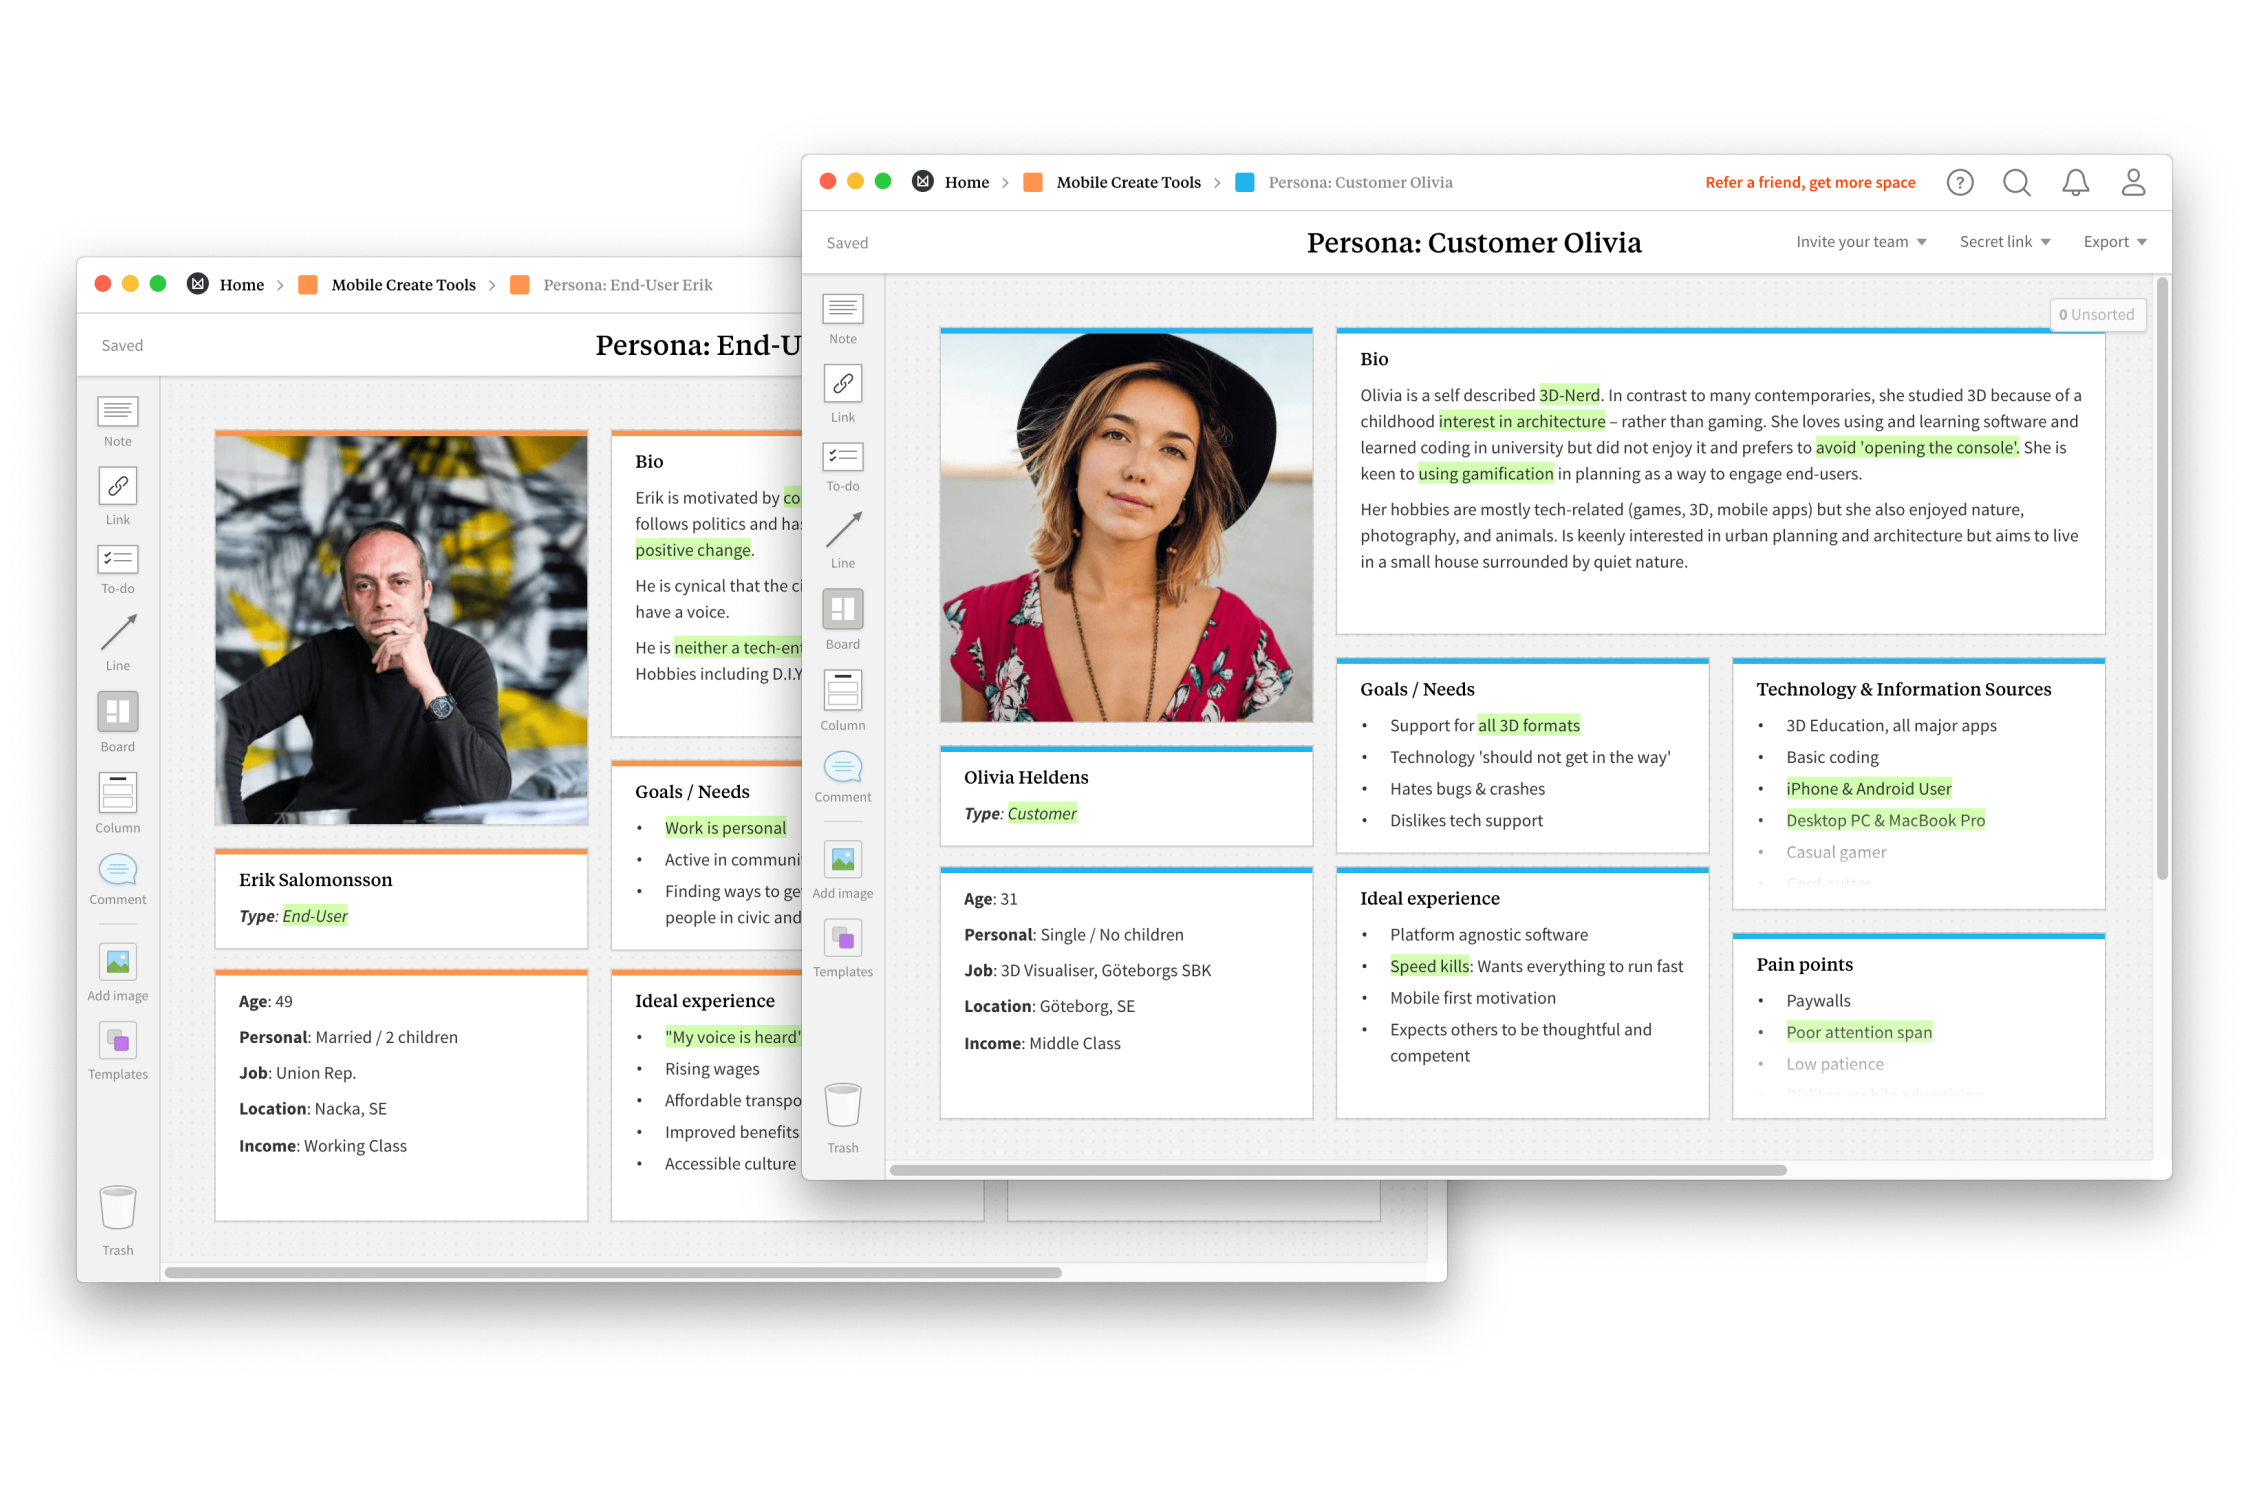 Home > Mobile Create Tools > Persona: Customer Olivia
Refer a friend, get more space
?
Saved
Persona: Customer Olivia
Invite your team
Secret link
Export
0 Unsorted
Note
Link
To-do
Line
Board
Column
Comment
Add image
Templates
Trash
Bio
Olivia is a self described 3D-Nerd. In contrast to many contemporaries, she studied 3D because of a
childhood interest in architecture – rather than gaming. She loves using and learning software and
learned coding in university but did not enjoy it and prefers to avoid 'opening the console'. She is
keen to using gamification in planning as a way to engage end-users.
Her hobbies are mostly tech-related (games, 3D, mobile apps) but she also enjoyed nature,
photography, and animals. Is keenly interested in urban planning and architecture but aims to live
in a small house surrounded by quiet nature.
Olivia Heldens
Type: Customer
Age: 31
Personal: Single / No children
Job: 3D Visualiser, Göteborgs SBK
Location: Göteborg, SE
Income: Middle Class
Goals / Needs
• Support for all 3D formats
• Technology 'should not get in the way'
• Hates bugs & crashes
• Dislikes tech support
Ideal experience
• Platform agnostic software
• Speed kills: Wants everything to run fast
• Mobile first motivation
• Expects others to be thoughtful and
competent
Technology & Information Sources
• 3D Education, all major apps
• Basic coding
• iPhone & Android User
• Desktop PC & MacBook Pro
• Casual gamer
• Cord-cutter
Pain points
• Paywalls
• Poor attention span
• Low patience
• Dislikes mobile advertising
Home > Mobile Create Tools > Persona: End-User Erik
Saved
Persona: End-U
Note
Link
To-do
Line
Board
Column
Comment
Add image
Templates
Trash
Erik Salomonsson
Type: End-User
Age: 49
Personal: Married / 2 children
Job: Union Rep.
Location: Nacka, SE
Income: Working Class
Bio
Erik is motivated by co
follows politics and ha
positive change.
He is cynical that the ci
have a voice.
He is neither a tech-ent
Hobbies including D.I.Y
Goals / Needs
• Work is personal
• Active in communi
• Finding ways to ge
people in civic and
Ideal experience
• "My voice is heard"
• Rising wages
• Affordable transpo
• Improved benefits
• Accessible culture